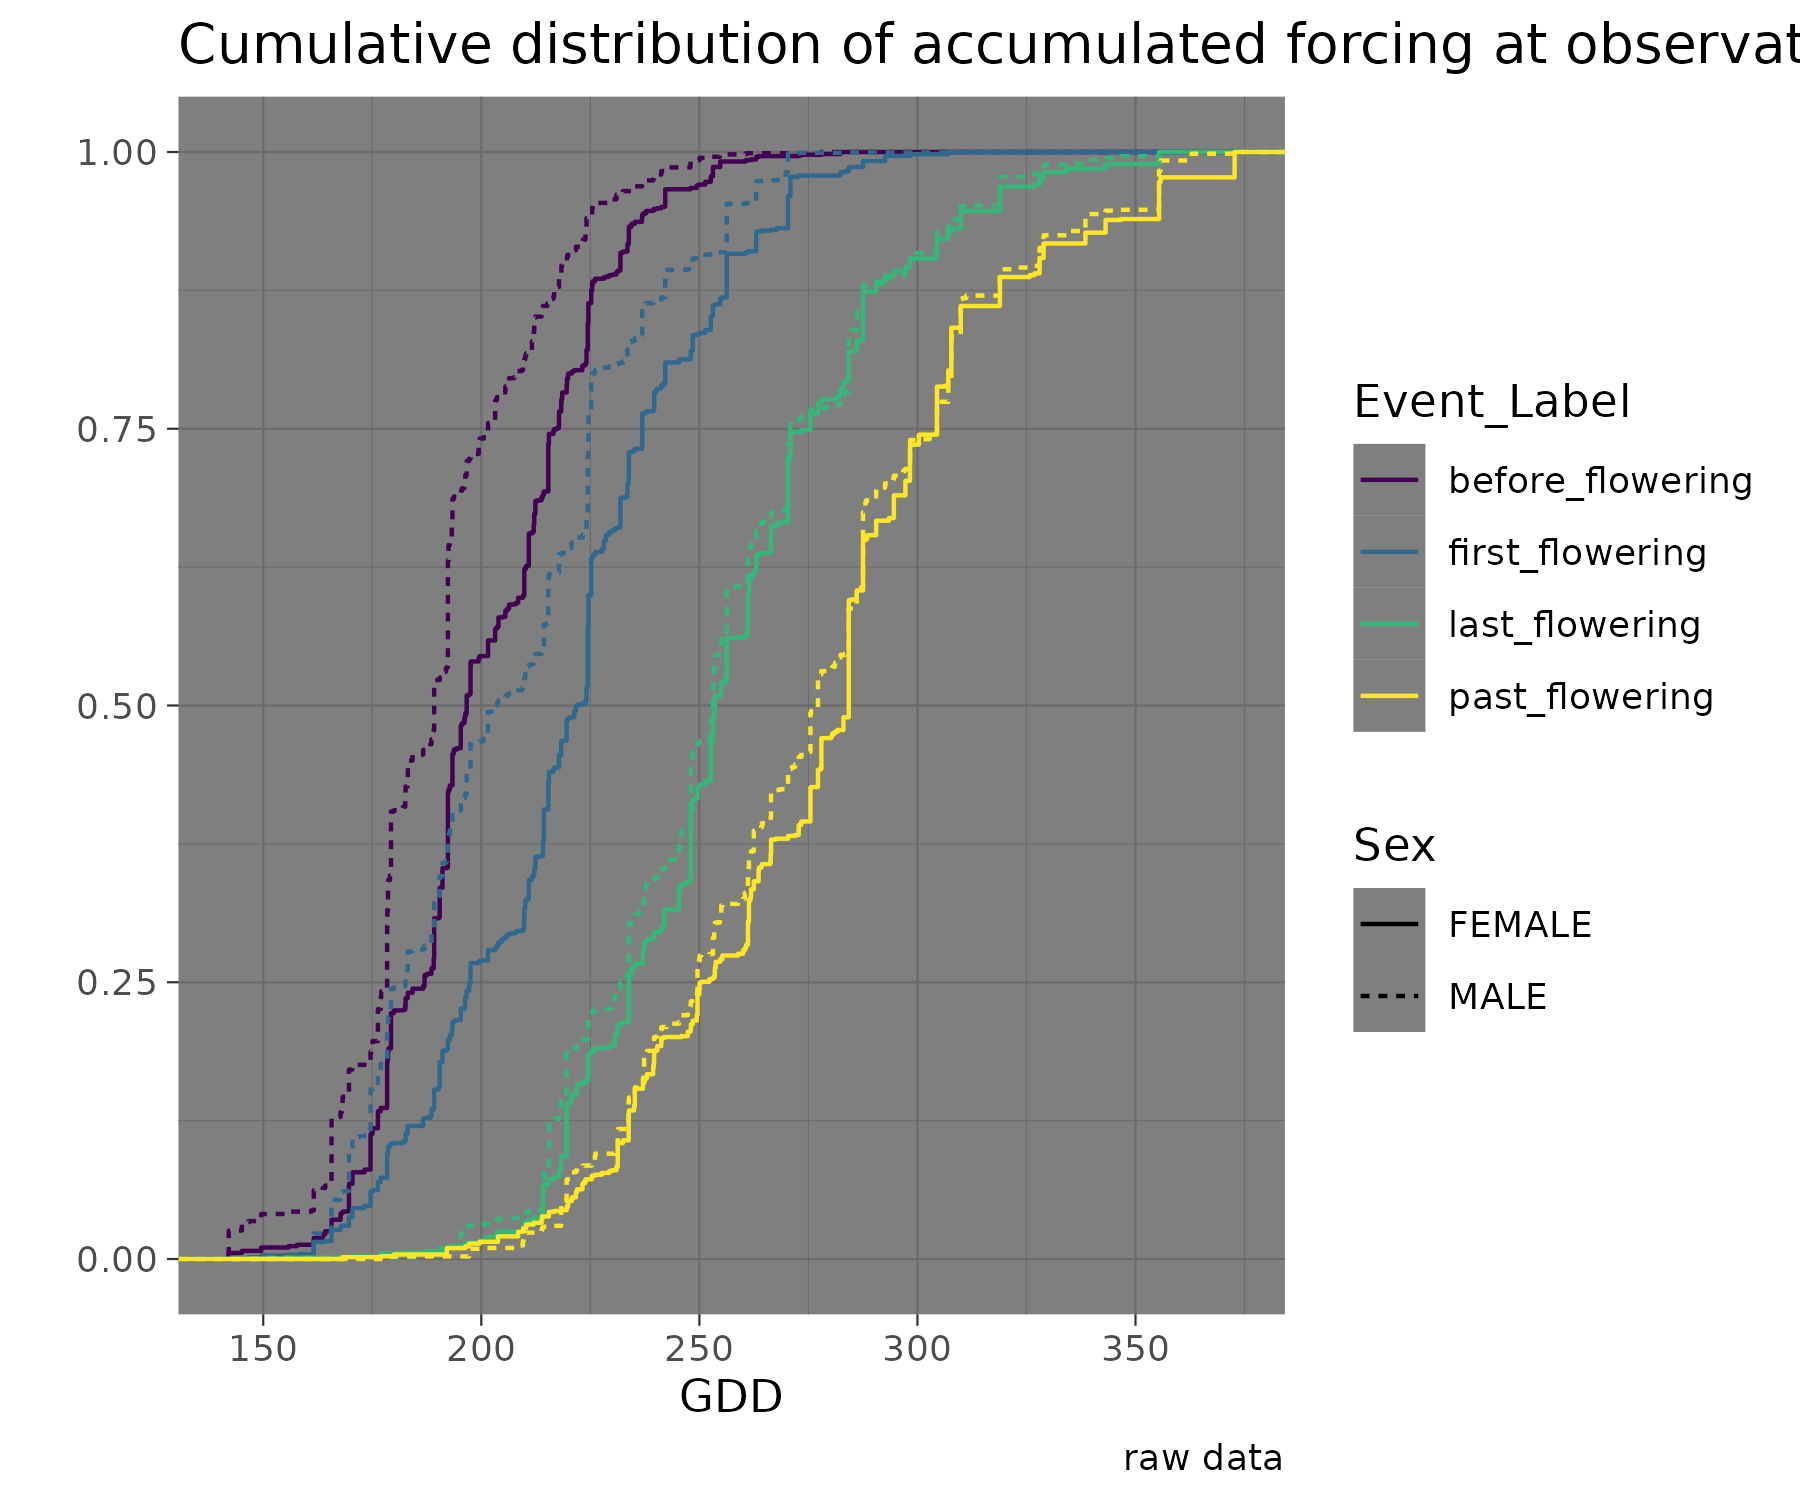 Cumulative distribution of accumulated forcing at observat
1.00
0.75
0.50
0.25
0.00
150 200 250 300 350
GDD
raw data
Event_Label
before_flowering
first_flowering
last_flowering
past_flowering
Sex
FEMALE
MALE